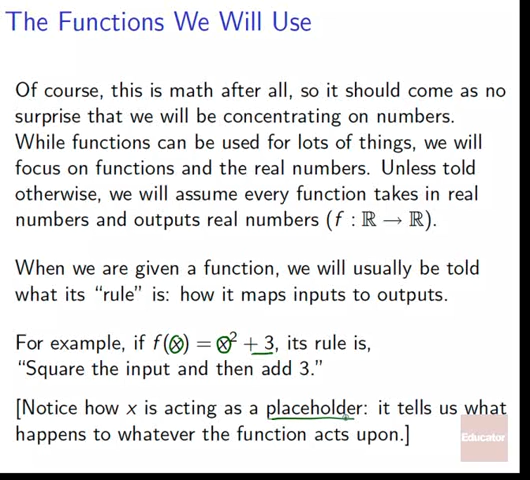 The Functions We Will Use
Of course, this is math after all, so it should come as no
surprise that we will be concentrating on numbers.
While functions can be used for lots of things, we will
focus on functions and the real numbers. Unless told
otherwise, we will assume every function takes in real
numbers and outputs real numbers (f : ℝ → ℝ).
When we are given a function, we will usually be told
what its “rule” is: how it maps inputs to outputs.
For example, if f(x) = x² + 3, its rule is,
“Square the input and then add 3.”
[Notice how x is acting as a placeholder: it tells us what
happens to whatever the function acts upon.]
Educator